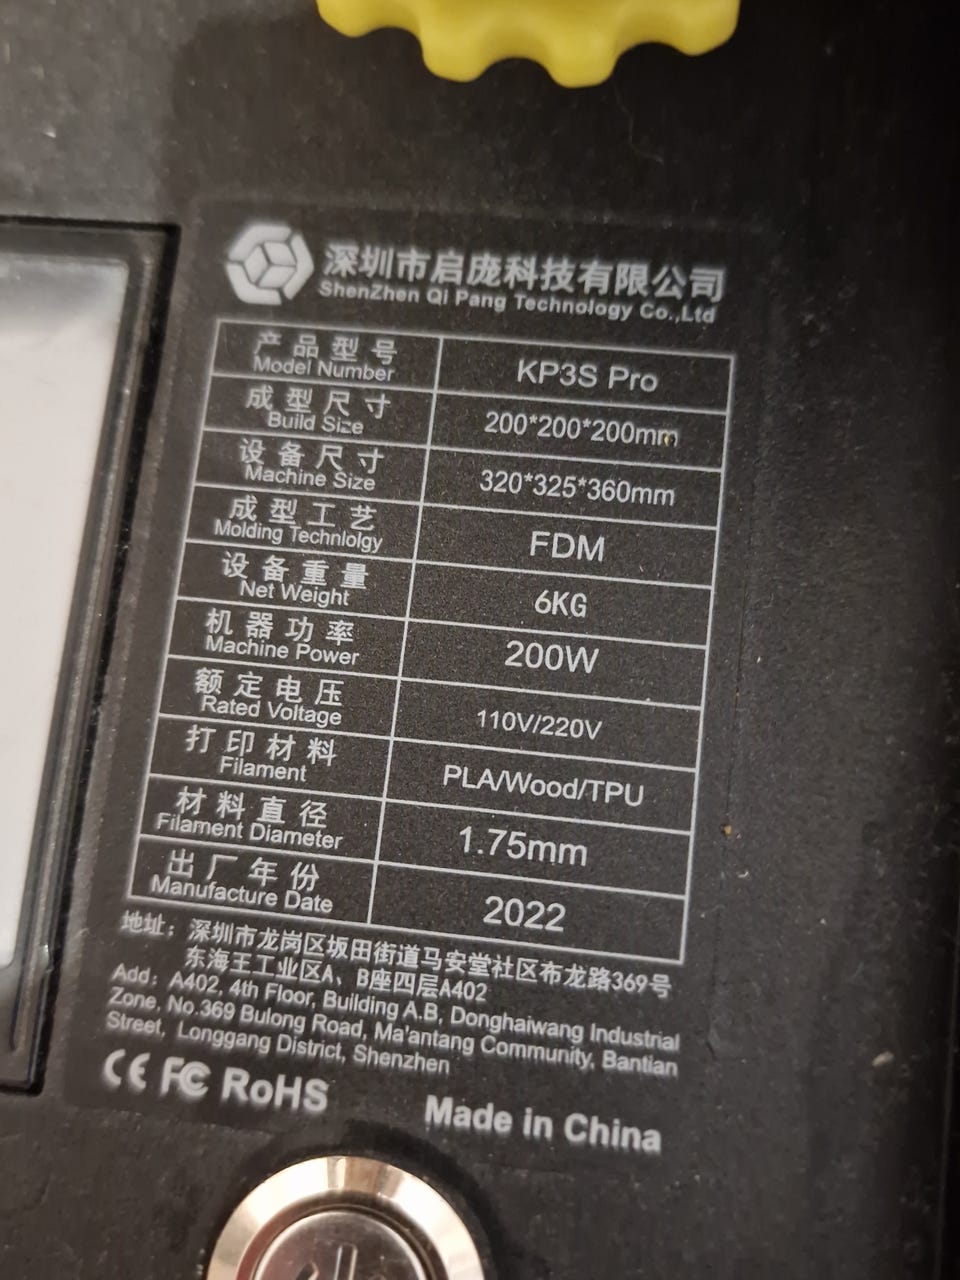 深圳市启庞科技有限公司
ShenZhen Qi Pang Technology Co.,Ltd
产品型号
Model Number
KP3S Pro
成型尺寸
Build Size
200*200*200mm
设备尺寸
Machine Size
320*325*360mm
成型工艺
Molding Technlolgy
FDM
设备重量
Net Weight
6KG
机器功率
Machine Power
200W
额定电压
Rated Voltage
110V/220V
打印材料
Filament
PLA/Wood/TPU
材料直径
Filament Diameter
1.75mm
出厂年份
Manufacture Date
2022
地址：深圳市龙岗区坂田街道马安堂社区布龙路369号
东海王工业区A、B座四层A402
Add：A402, 4th Floor, Building A.B, Donghaiwang Industrial
Zone, No.369 Bulong Road, Ma'antang Community, Bantian
Street, Longgang District, Shenzhen
CE FC RoHS
Made in China